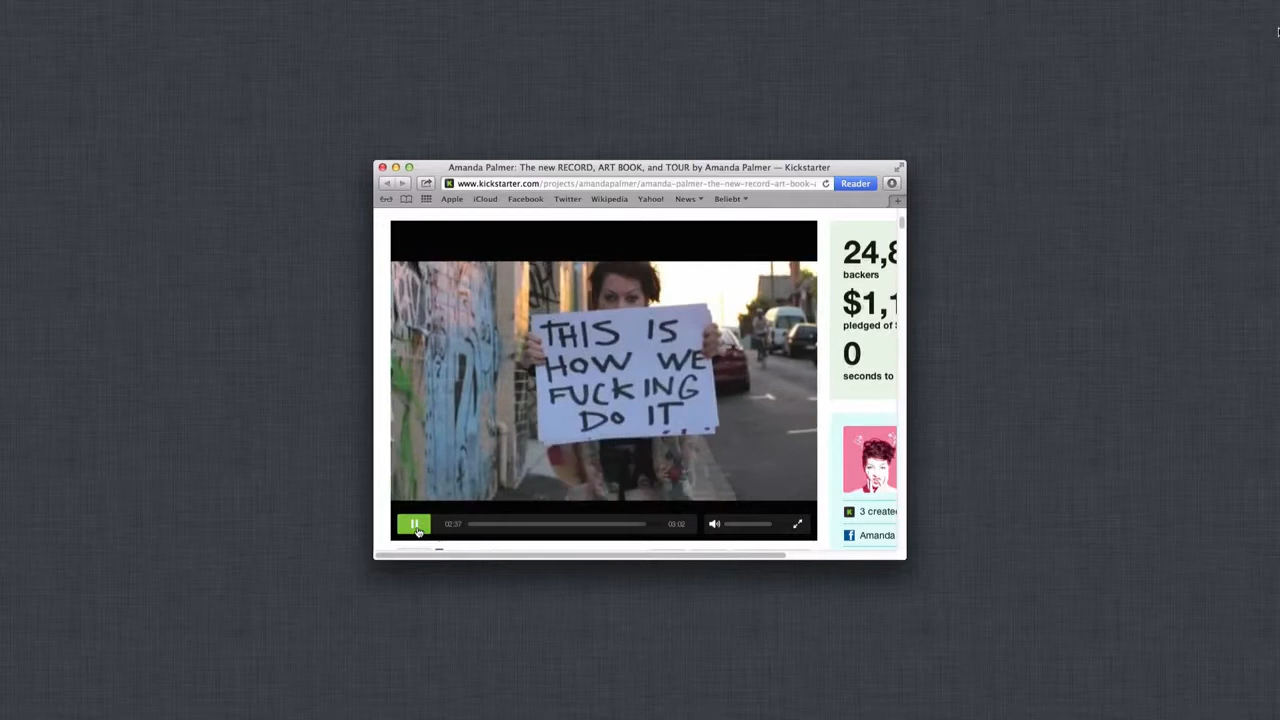 Amanda Palmer: The new RECORD, ART BOOK, and TOUR by Amanda Palmer — Kickstarter
www.kickstarter.com/projects/amandapalmer/amanda-palmer-the-new-record-art-book-a
Reader
Apple iCloud Facebook Twitter Wikipedia Yahoo! News Beliebt
THIS IS
HOW WE
FUCKING
DO IT...
24,8
backers
$1,1
pledged of
0
seconds to
3 create
Amanda
02:37
03:02